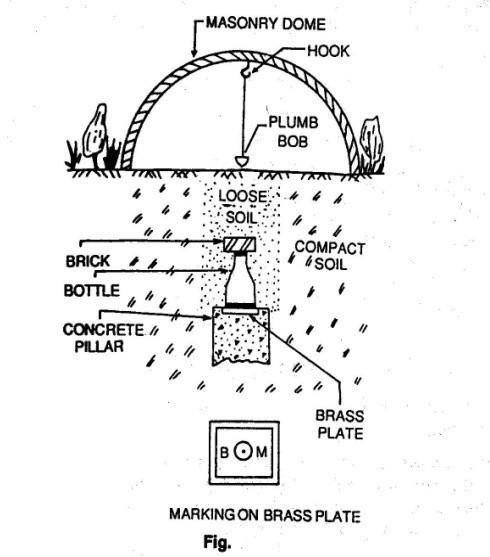 MASONRY DOME
HOOK
PLUMB
BOB
LOOSE
SOIL
COMPACT
SOIL
BRICK
BOTTLE
CONCRETE
PILLAR
BRASS
PLATE
B M
MARKING ON BRASS PLATE
Fig.